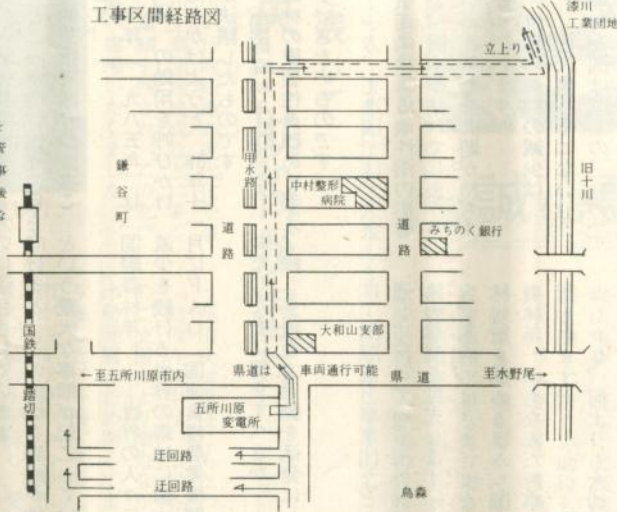 工事区間経路図
漆川
工業団地
立上り
鎌谷町
用水路
道路
中村整形
病院
道路
みちのく銀行
旧十川
大和山支部
国鉄
踏切
←至五所川原市内
県道は
車両通行可能
県道
至水野尾→
五所川原
変電所
迂回路
迂回路
烏森